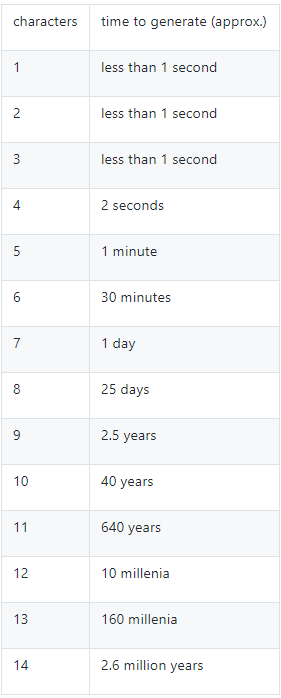 characters time to generate (approx.)
1 less than 1 second
2 less than 1 second
3 less than 1 second
4 2 seconds
5 1 minute
6 30 minutes
7 1 day
8 25 days
9 2.5 years
10 40 years
11 640 years
12 10 millenia
13 160 millenia
14 2.6 million years